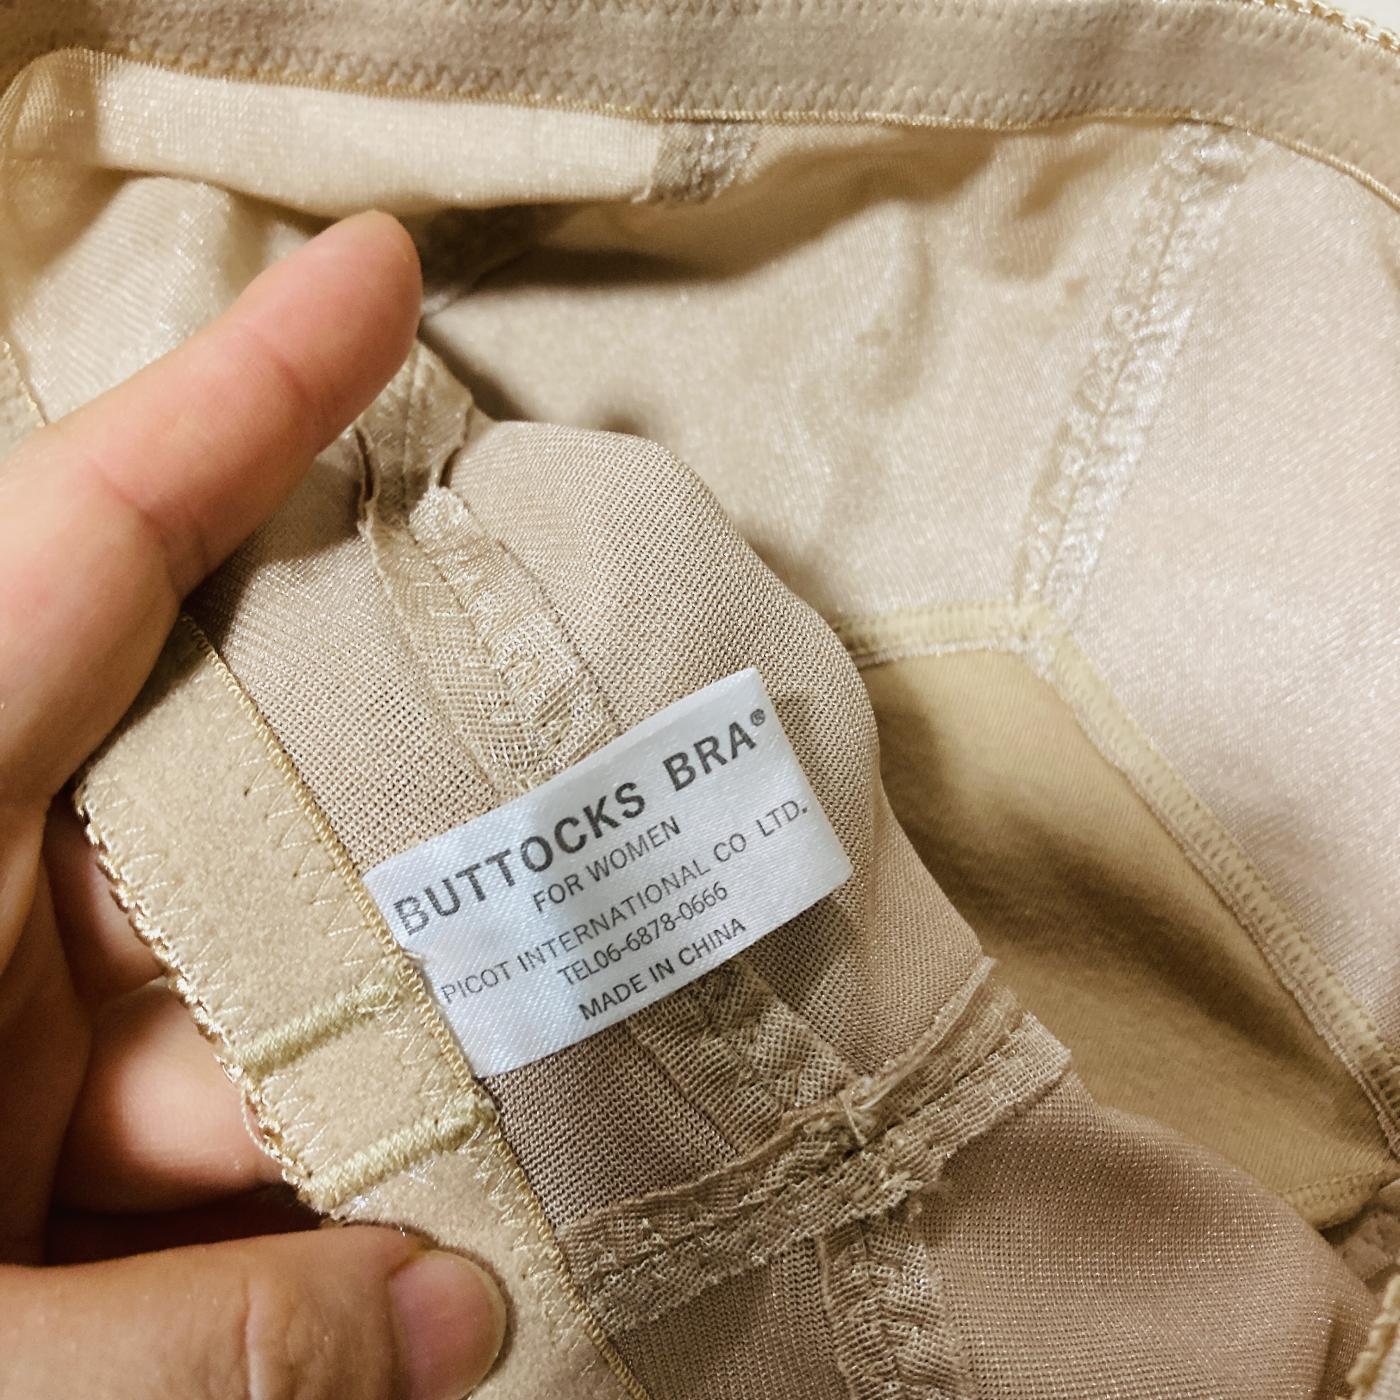 BUTTOCKS BRA®
FOR WOMEN
PICOT INTERNATIONAL CO LTD.
TEL06-6878-0666
MADE IN CHINA